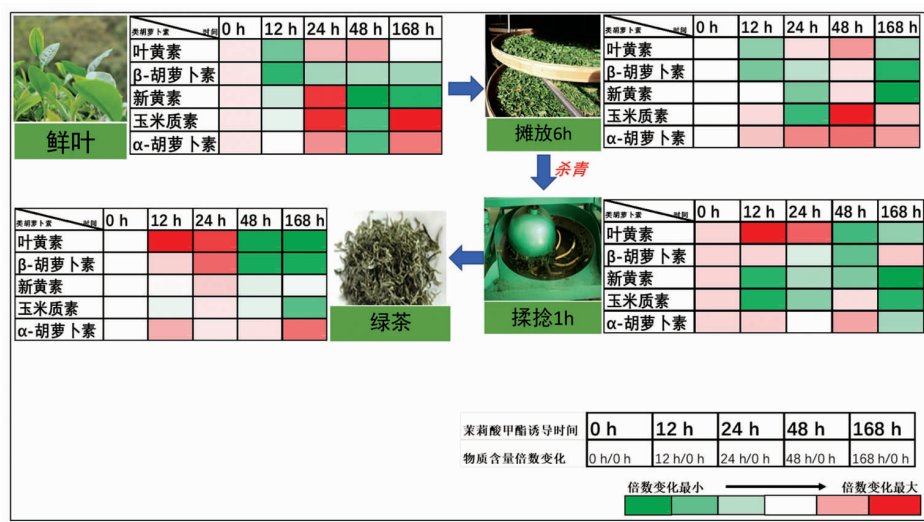 类胡萝卜素 时间 0 h 12 h 24 h 48 h 168 h
叶黄素
β-胡萝卜素
新黄素
玉米质素
α-胡萝卜素
鲜叶
类胡萝卜素 时间 0 h 12 h 24 h 48 h 168 h
叶黄素
β-胡萝卜素
新黄素
玉米质素
α-胡萝卜素
摊放6h
杀青
类胡萝卜素 时间 0 h 12 h 24 h 48 h 168 h
叶黄素
β-胡萝卜素
新黄素
玉米质素
α-胡萝卜素
绿茶
类胡萝卜素 时间 0 h 12 h 24 h 48 h 168 h
叶黄素
β-胡萝卜素
新黄素
玉米质素
α-胡萝卜素
揉捻1h
茉莉酸甲酯诱导时间 0 h 12 h 24 h 48 h 168 h
物质含量倍数变化 0 h/0 h 12 h/0 h 24 h/0 h 48 h/0 h 168 h/0 h
倍数变化最小 倍数变化最大